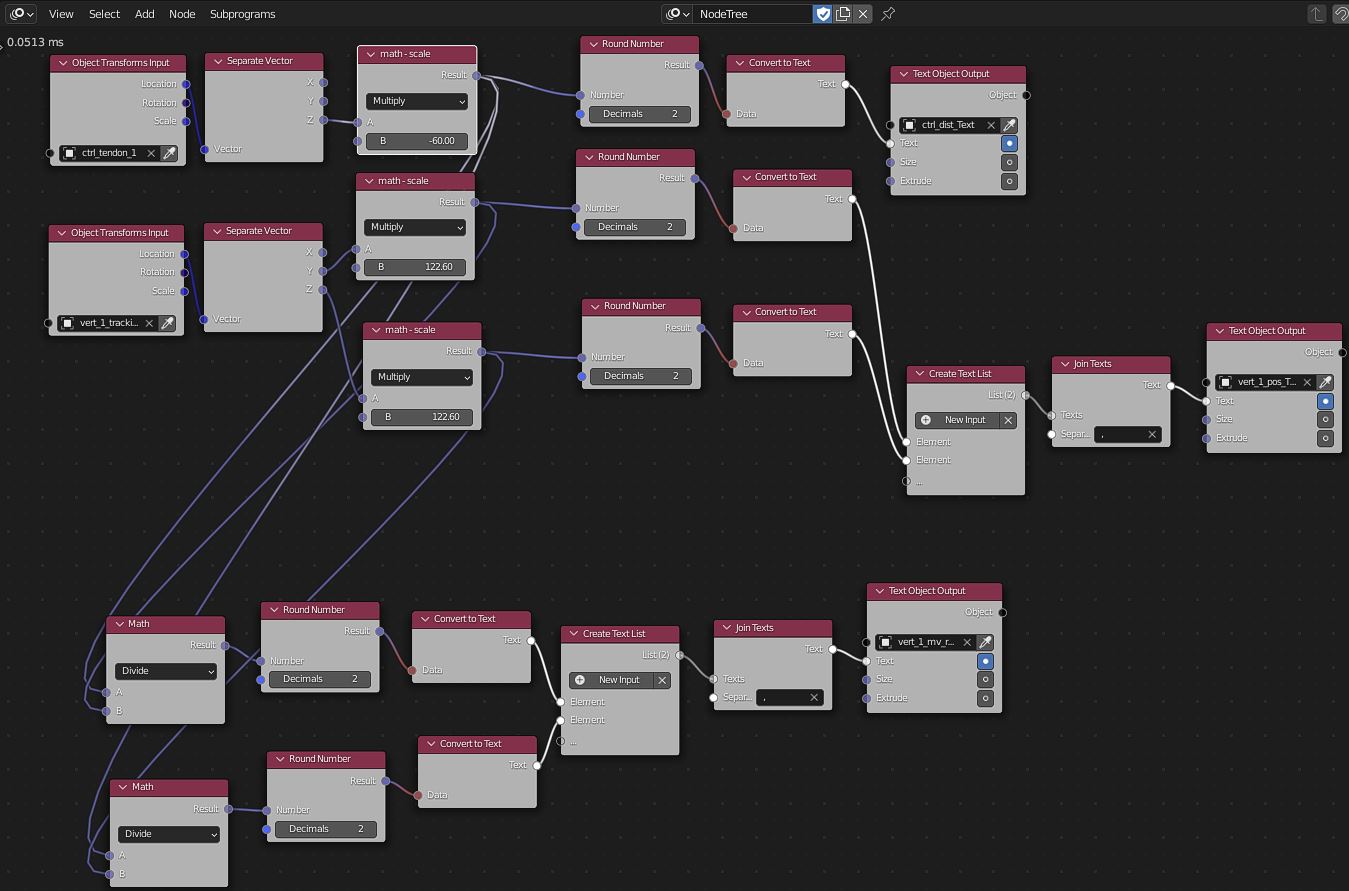 View Select Add Node Subprograms NodeTree
0.0513 ms
Object Transforms Input
Location
Rotation
Scale
ctrl_tendon_1
Separate Vector
X
Y
Z
Vector
math - scale
Result
Multiply
A
B -60.00
Round Number
Result
Number
Decimals 2
Convert to Text
Text
Data
Text Object Output
Object
ctrl_dist_Text
Text
Size
Extrude
math - scale
Result
Multiply
A
B 122.60
Round Number
Result
Number
Decimals 2
Convert to Text
Text
Data
Object Transforms Input
Location
Rotation
Scale
vert_1_tracki...
Separate Vector
X
Y
Z
Vector
math - scale
Result
Multiply
A
B 122.60
Round Number
Result
Number
Decimals 2
Convert to Text
Text
Data
Create Text List
List (2)
New Input
Element
Element
...
Join Texts
Text
Texts
Separ... ,
Text Object Output
Object
vert_1_pos_T...
Text
Size
Extrude
Math
Result
Divide
A
B
Round Number
Result
Number
Decimals 2
Convert to Text
Text
Data
Create Text List
List (2)
New Input
Element
Element
...
Join Texts
Text
Texts
Separ... ,
Text Object Output
Object
vert_1_mv_r...
Text
Size
Extrude
Math
Result
Divide
A
B
Round Number
Result
Number
Decimals 2
Convert to Text
Text
Data